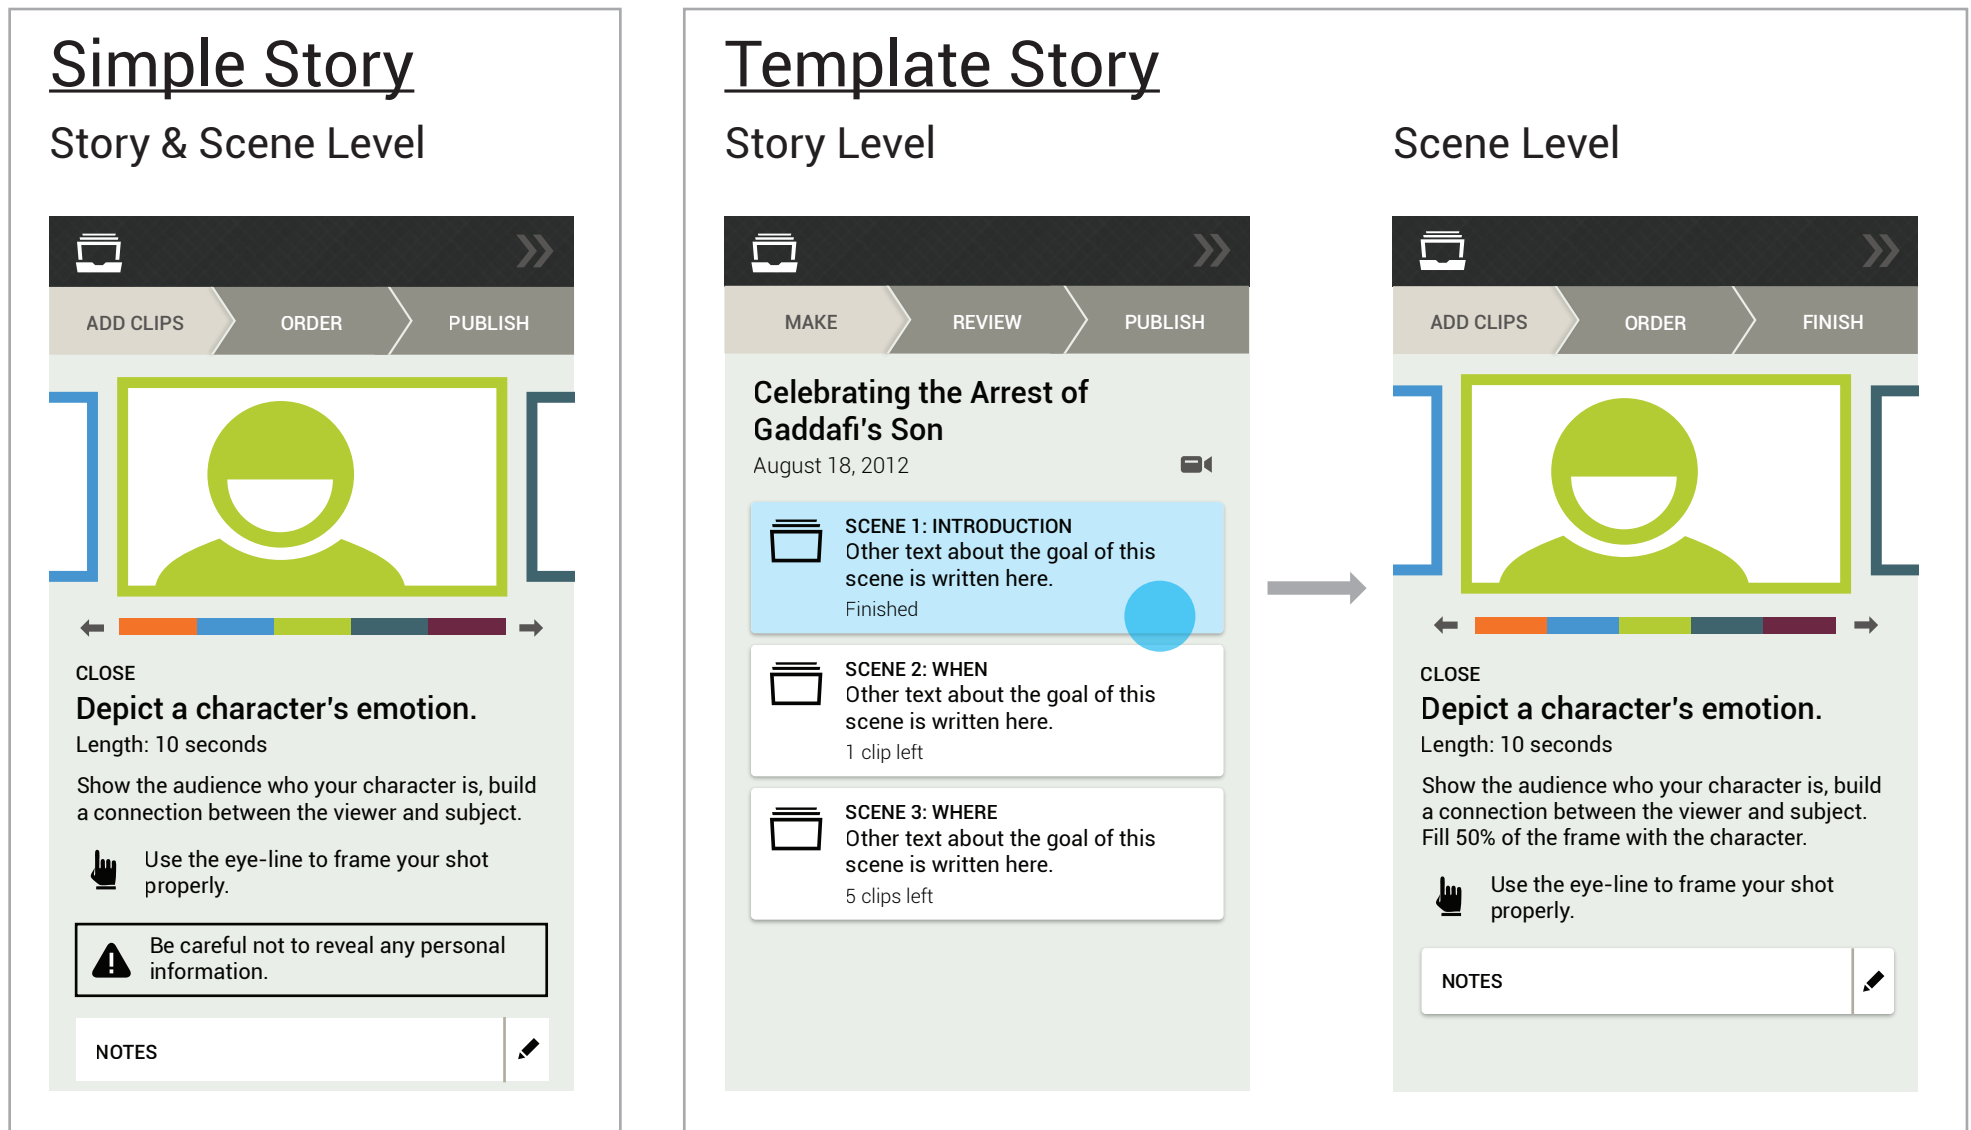 Simple Story
Story & Scene Level
ADD CLIPS
ORDER
PUBLISH
CLOSE
Depict a character's emotion.
Length: 10 seconds
Show the audience who your character is, build
a connection between the viewer and subject.
Use the eye-line to frame your shot
properly.
Be careful not to reveal any personal
information.
NOTES
Template Story
Story Level
MAKE
REVIEW
PUBLISH
Celebrating the Arrest of
Gaddafi's Son
August 18, 2012
SCENE 1: INTRODUCTION
Other text about the goal of this
scene is written here.
Finished
SCENE 2: WHEN
Other text about the goal of this
scene is written here.
1 clip left
SCENE 3: WHERE
Other text about the goal of this
scene is written here.
5 clips left
Scene Level
ADD CLIPS
ORDER
FINISH
CLOSE
Depict a character's emotion.
Length: 10 seconds
Show the audience who your character is, build
a connection between the viewer and subject.
Fill 50% of the frame with the character.
Use the eye-line to frame your shot
properly.
NOTES